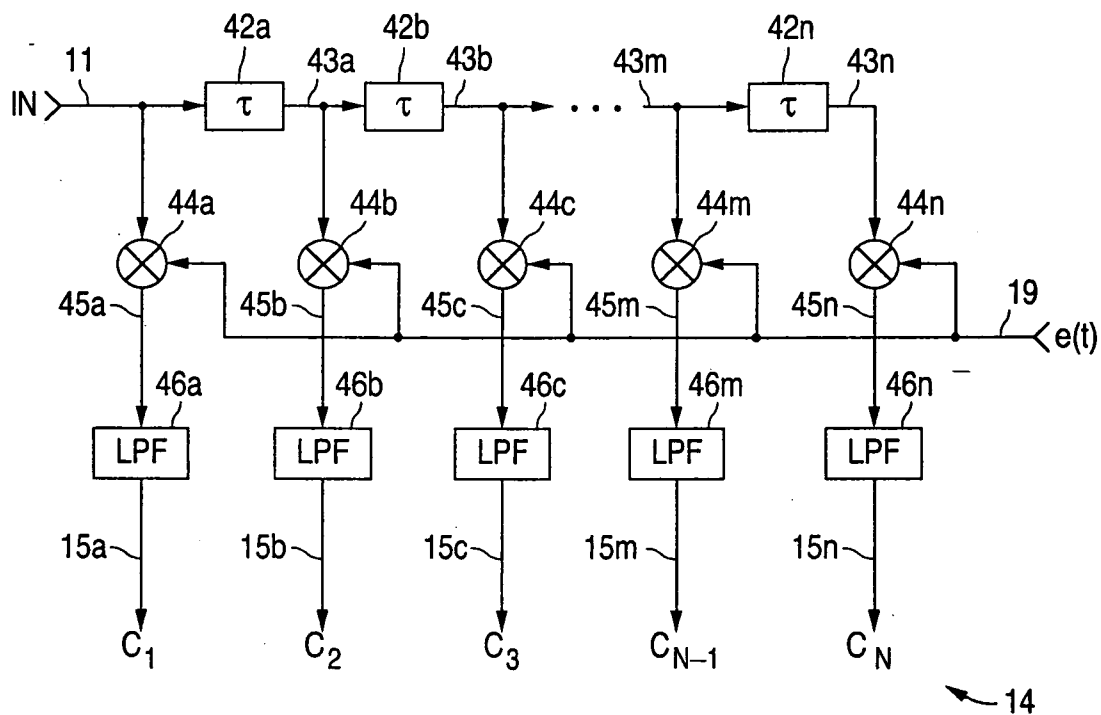 42a 42b 42n
11 43a 43b 43m 43n
IN τ τ . . . τ
44a 44b 44c 44m 44n
45a 45b 45c 45m 45n 19
e(t)
46a 46b 46c 46m 46n
LPF LPF LPF LPF LPF
15a 15b 15c 15m 15n
C1 C2 C3 CN–1 CN
14